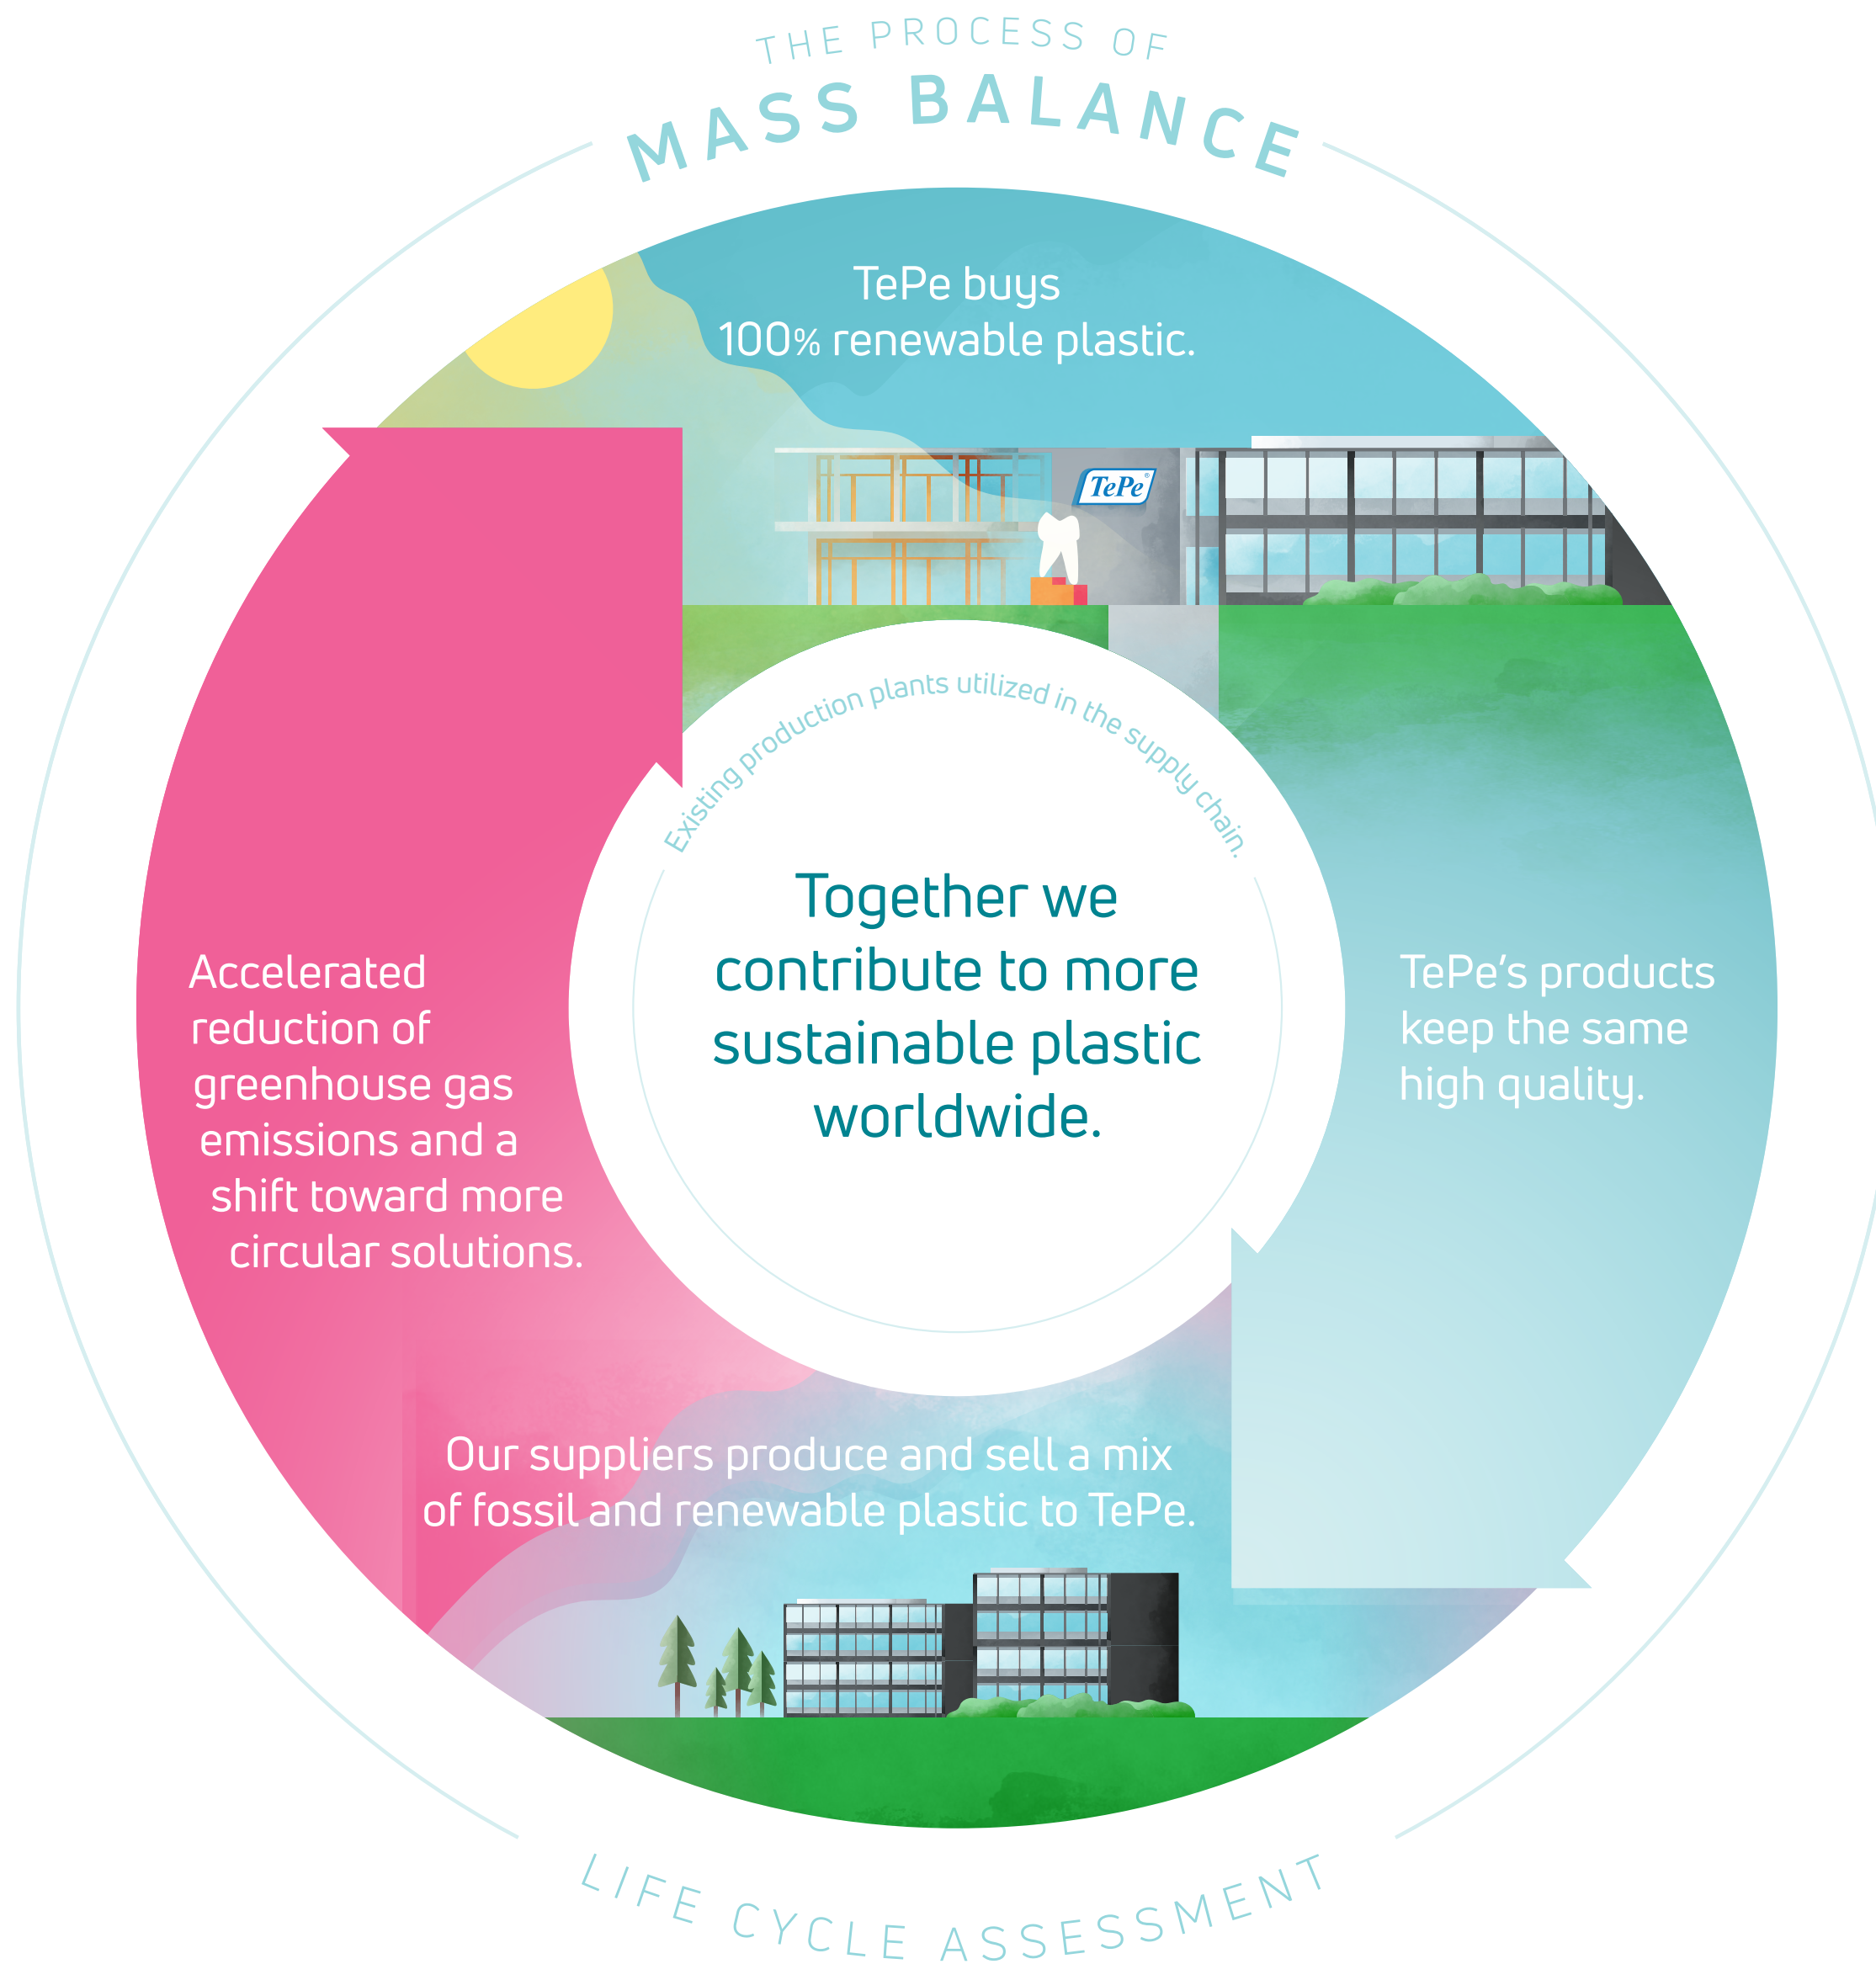 THE PROCESS OF
MASS BALANCE
TePe buys
100% renewable plastic.
TePe®
Existing production plants utilized in the supply chain.
Together we
contribute to more
sustainable plastic
worldwide.
Accelerated
reduction of
greenhouse gas
emissions and a
shift toward more
circular solutions.
TePe’s products
keep the same
high quality.
Our suppliers produce and sell a mix
of fossil and renewable plastic to TePe.
LIFE CYCLE ASSESSMENT